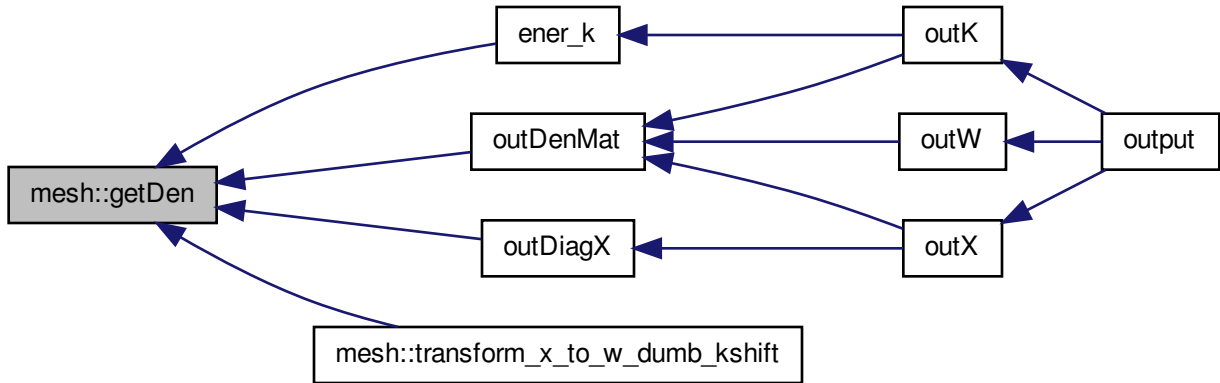 ener_k
outK
outDenMat
outW
output
mesh::getDen
outDiagX
outX
mesh::transform_x_to_w_dumb_kshift